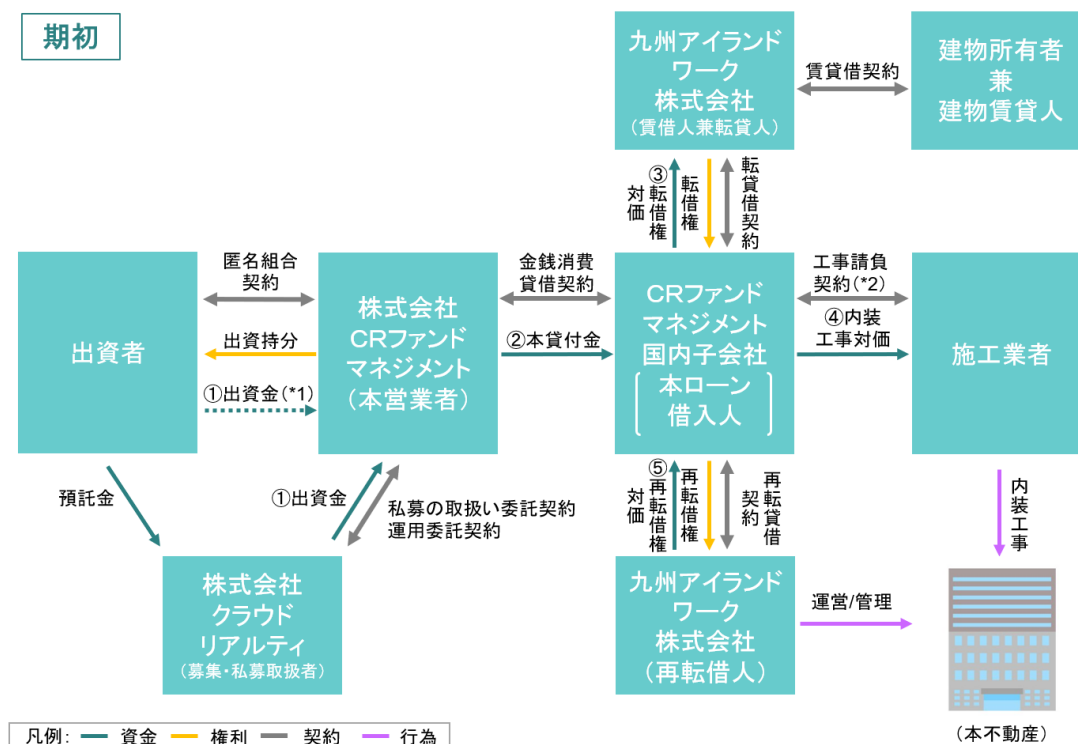 期初
九州アイランド
ワーク
株式会社
(賃借人兼転貸人)
賃貸借契約
建物所有者
兼
建物賃貸人
③転借権
対価
転借権
転貸借契約
出資者
匿名組合
契約
出資持分
①出資金(*1)
株式会社
CRファンド
マネジメント
(本営業者)
金銭消費
貸借契約
②本貸付金
CRファンド
マネジメント
国内子会社
本ローン
借入人
工事請負
契約(*2)
④内装
工事対価
施工業者
預託金
①出資金
私募の取扱い委託契約
運用委託契約
⑤再転借権
対価
再転借権
再転貸借
契約
内装工事
株式会社
クラウド
リアルティ
(募集・私募取扱者)
九州アイランド
ワーク
株式会社
(再転借人)
運営/管理
(本不動産)
凡例: 資金 権利 契約 行為